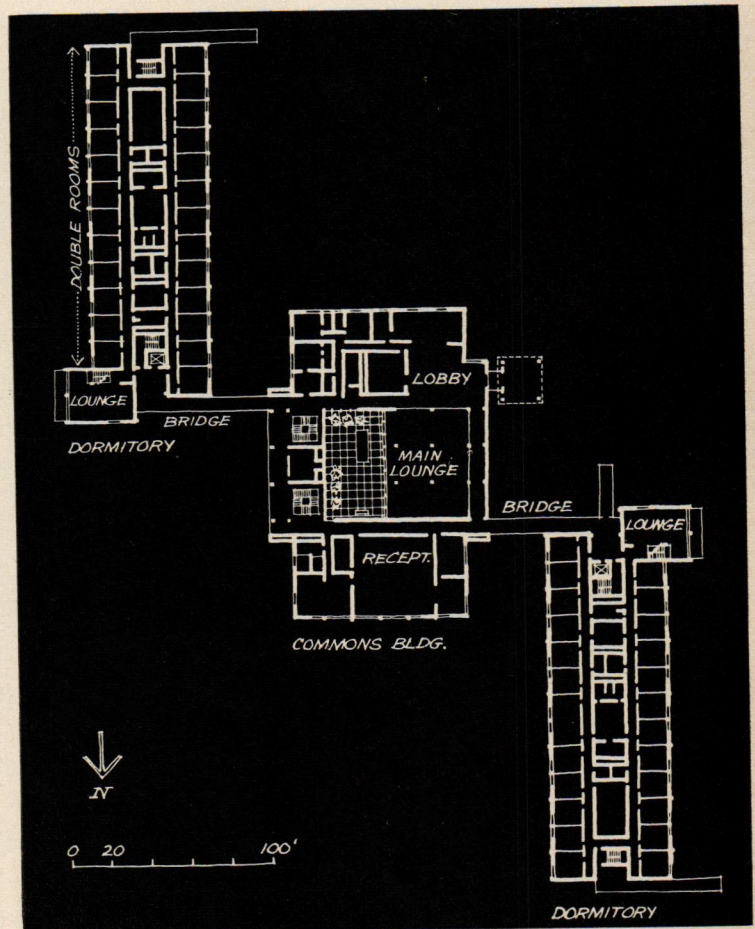 DOUBLE ROOMS
LOUNGE
BRIDGE
DORMITORY
LOBBY
MAIN
LOUNGE
BRIDGE
LOUNGE
RECEPT.
COMMONS BLDG.
N
0 20 100'
DORMITORY